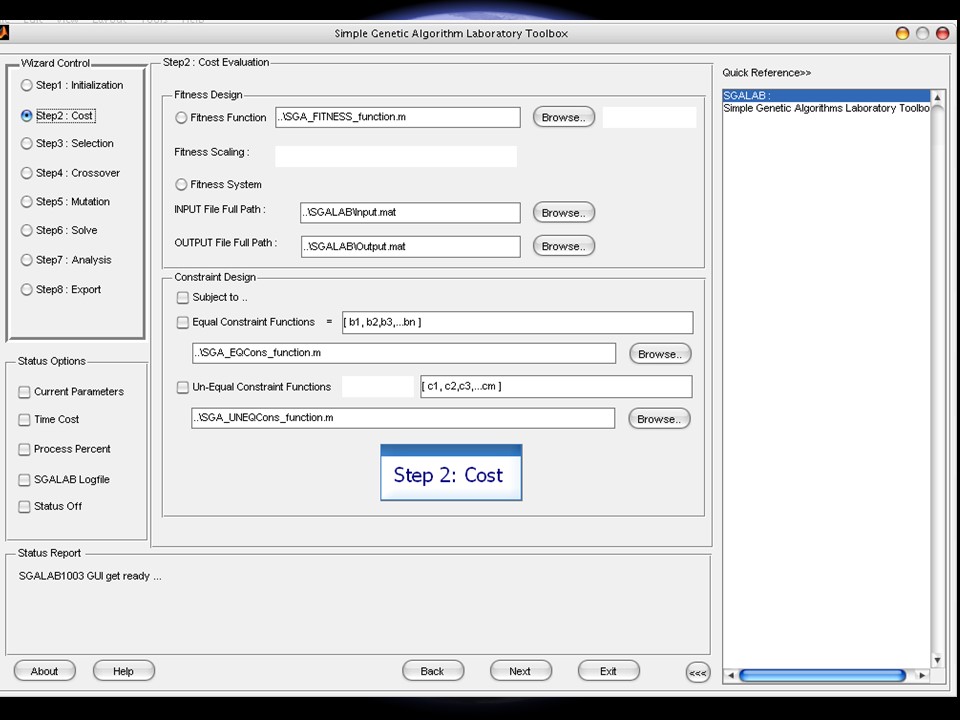 Simple Genetic Algorithm Laboratory Toolbox
Wizard Control
Step1 : Initialization
Step2 : Cost
Step3 : Selection
Step4 : Crossover
Step5 : Mutation
Step6 : Solve
Step7 : Analysis
Step8 : Export
Status Options
Current Parameters
Time Cost
Process Percent
SGALAB Logfile
Status Off
Step2 : Cost Evaluation
Fitness Design
Fitness Function ..\SGA_FITNESS_function.m Browse..
Fitness Scaling :
Fitness System
INPUT File Full Path : ..\SGALAB\Input.mat Browse..
OUTPUT File Full Path : ..\SGALAB\Output.mat Browse..
Constraint Design
Subject to ..
Equal Constraint Functions = [ b1, b2,b3,...bn ]
..\SGA_EQCons_function.m Browse..
Un-Equal Constraint Functions [ c1, c2,c3,...cm ]
..\SGA_UNEQCons_function.m Browse..
Step 2: Cost
Quick Reference>>
SGALAB :
Simple Genetic Algorithms Laboratory Toolbo
Status Report
SGALAB1003 GUI get ready ...
About Help Back Next Exit <<<